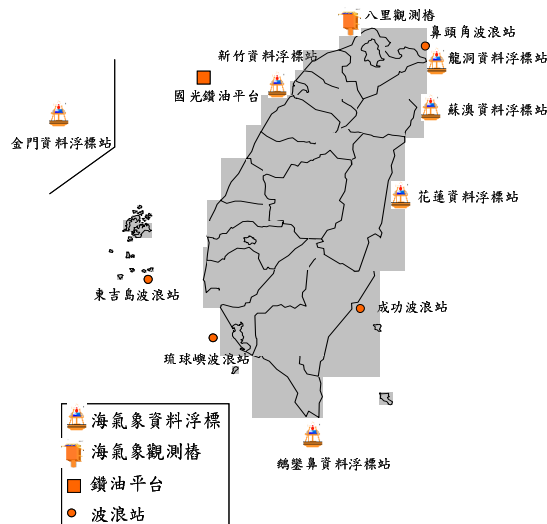 八里觀測樁
鼻頭角波浪站
新竹資料浮標站
龍洞資料浮標站
國光鑽油平台
蘇澳資料浮標站
金門資料浮標站
花蓮資料浮標站
東吉島波浪站
成功波浪站
琉球嶼波浪站
鵝鑾鼻資料浮標站
海氣象資料浮標
海氣象觀測樁
鑽油平台
波浪站